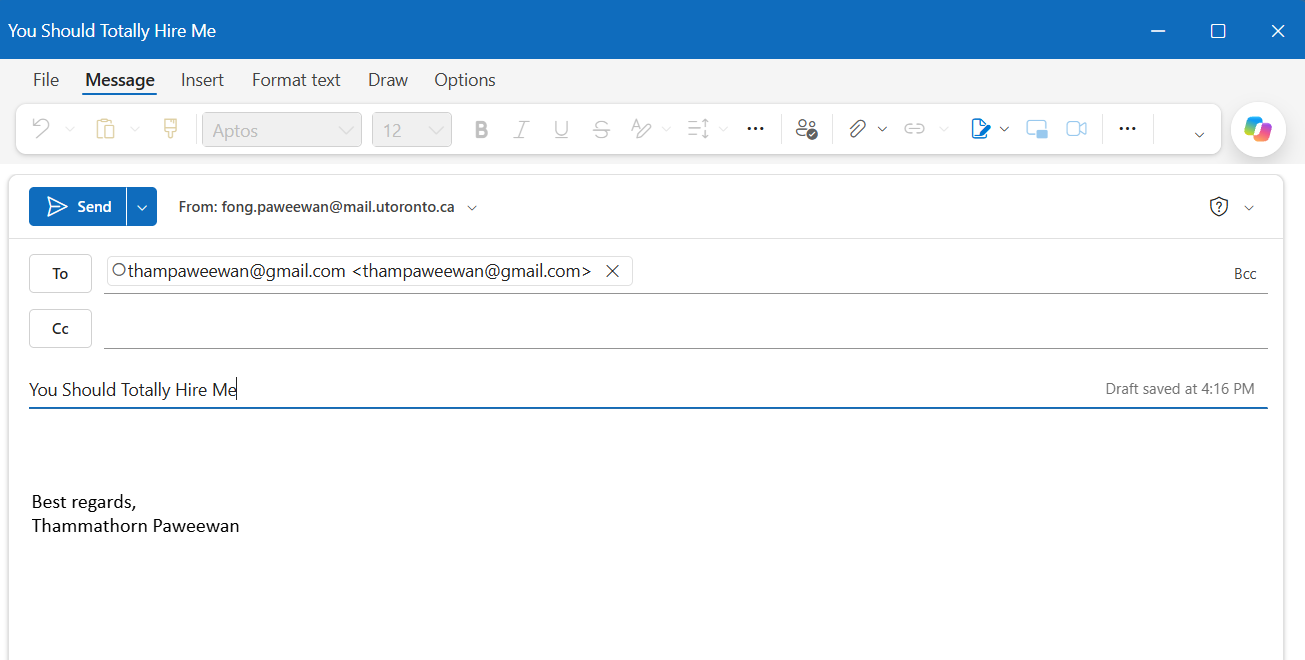 You Should Totally Hire Me
File Message Insert Format text Draw Options
Aptos 12 B I U S
Send From: fong.paweewan@mail.utoronto.ca
To thampaweewan@gmail.com <thampaweewan@gmail.com> Bcc
Cc
You Should Totally Hire Me Draft saved at 4:16 PM
Best regards,
Thammathorn Paweewan